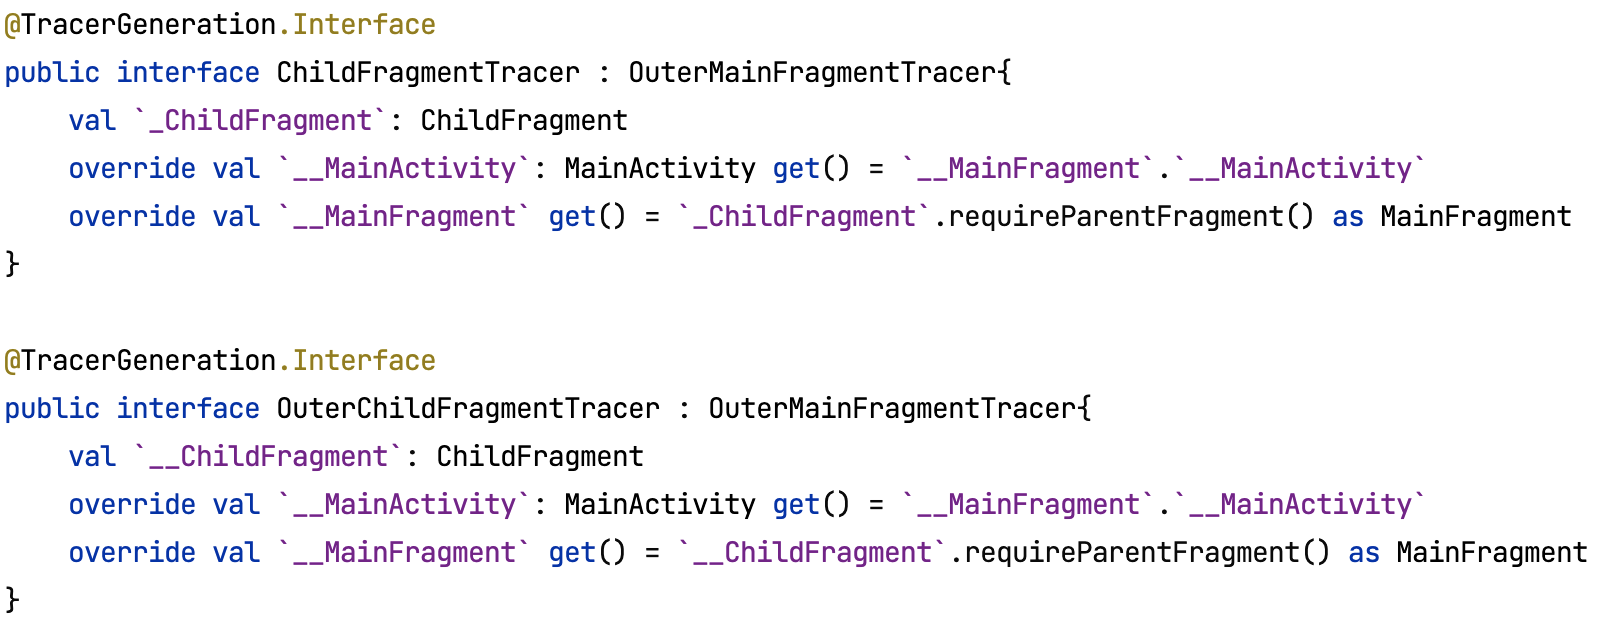 @TracerGeneration.Interface
public interface ChildFragmentTracer : OuterMainFragmentTracer{
    val `_ChildFragment`: ChildFragment
    override val `__MainActivity`: MainActivity get() = `__MainFragment`.`__MainActivity`
    override val `__MainFragment` get() = `_ChildFragment`.requireParentFragment() as MainFragment
}

@TracerGeneration.Interface
public interface OuterChildFragmentTracer : OuterMainFragmentTracer{
    val `__ChildFragment`: ChildFragment
    override val `__MainActivity`: MainActivity get() = `__MainFragment`.`__MainActivity`
    override val `__MainFragment` get() = `__ChildFragment`.requireParentFragment() as MainFragment
}